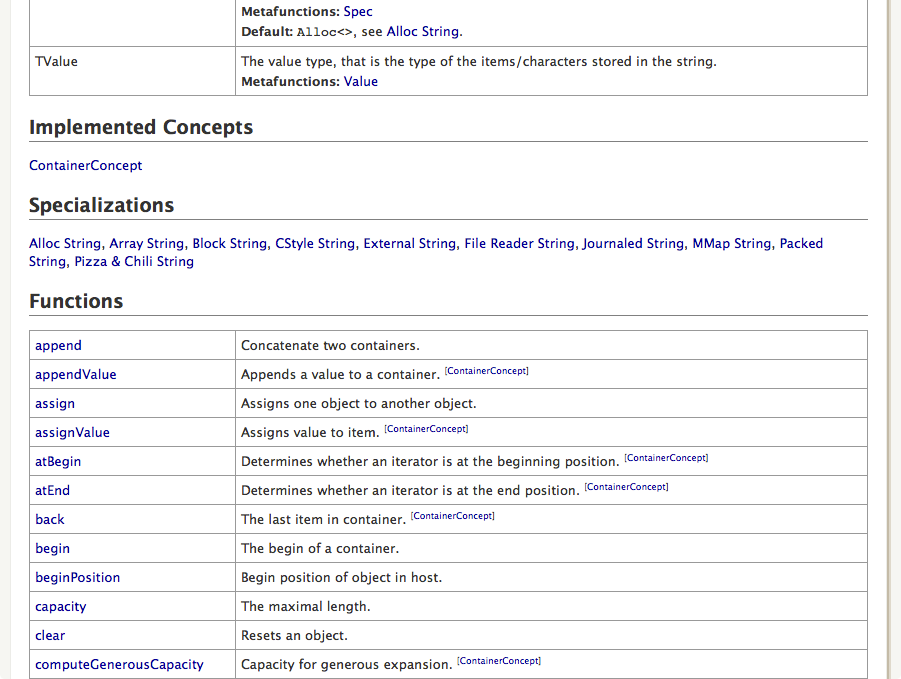 Metafunctions: Spec
Default: Alloc<>, see Alloc String.
TValue The value type, that is the type of the items/characters stored in the string.
Metafunctions: Value
Implemented Concepts
ContainerConcept
Specializations
Alloc String, Array String, Block String, CStyle String, External String, File Reader String, Journaled String, MMap String, Packed
String, Pizza & Chili String
Functions
append Concatenate two containers.
appendValue Appends a value to a container. [ContainerConcept]
assign Assigns one object to another object.
assignValue Assigns value to item. [ContainerConcept]
atBegin Determines whether an iterator is at the beginning position. [ContainerConcept]
atEnd Determines whether an iterator is at the end position. [ContainerConcept]
back The last item in container. [ContainerConcept]
begin The begin of a container.
beginPosition Begin position of object in host.
capacity The maximal length.
clear Resets an object.
computeGenerousCapacity Capacity for generous expansion. [ContainerConcept]